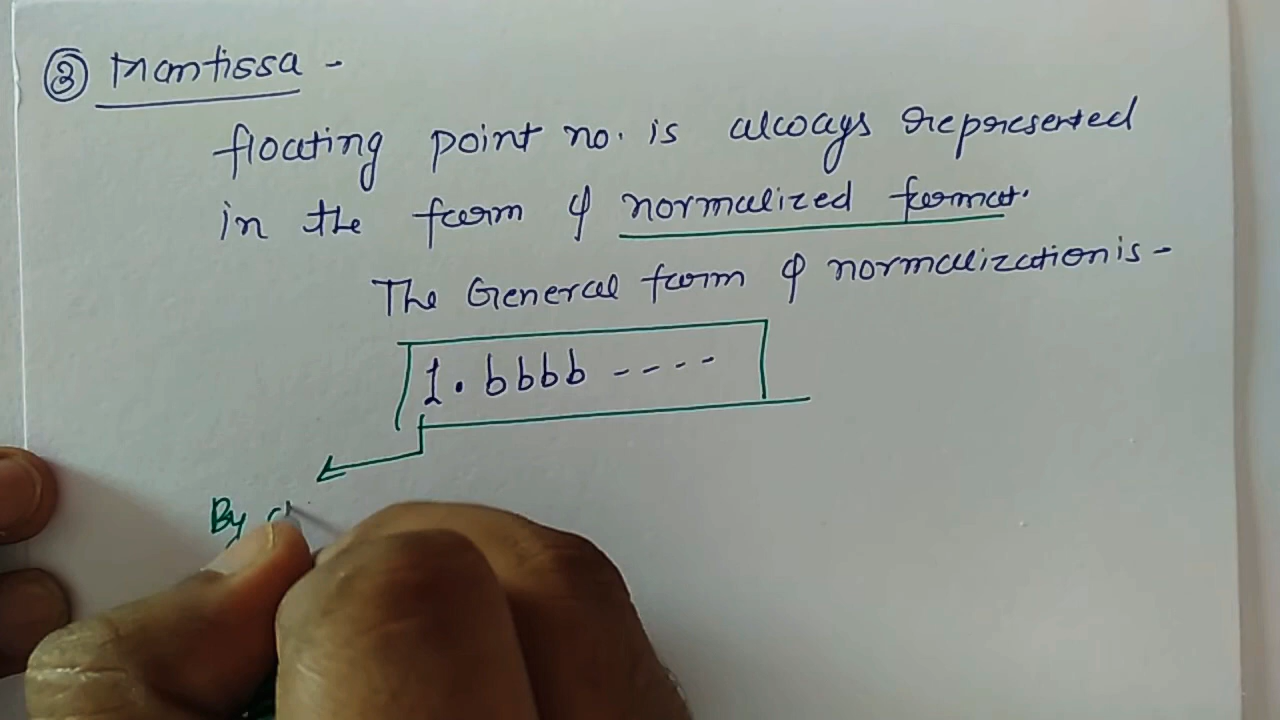 ③ Mantissa -
floating point no. is always represented
in the form of normalized format.
The General form of normalization is -
1.bbbb ----
By